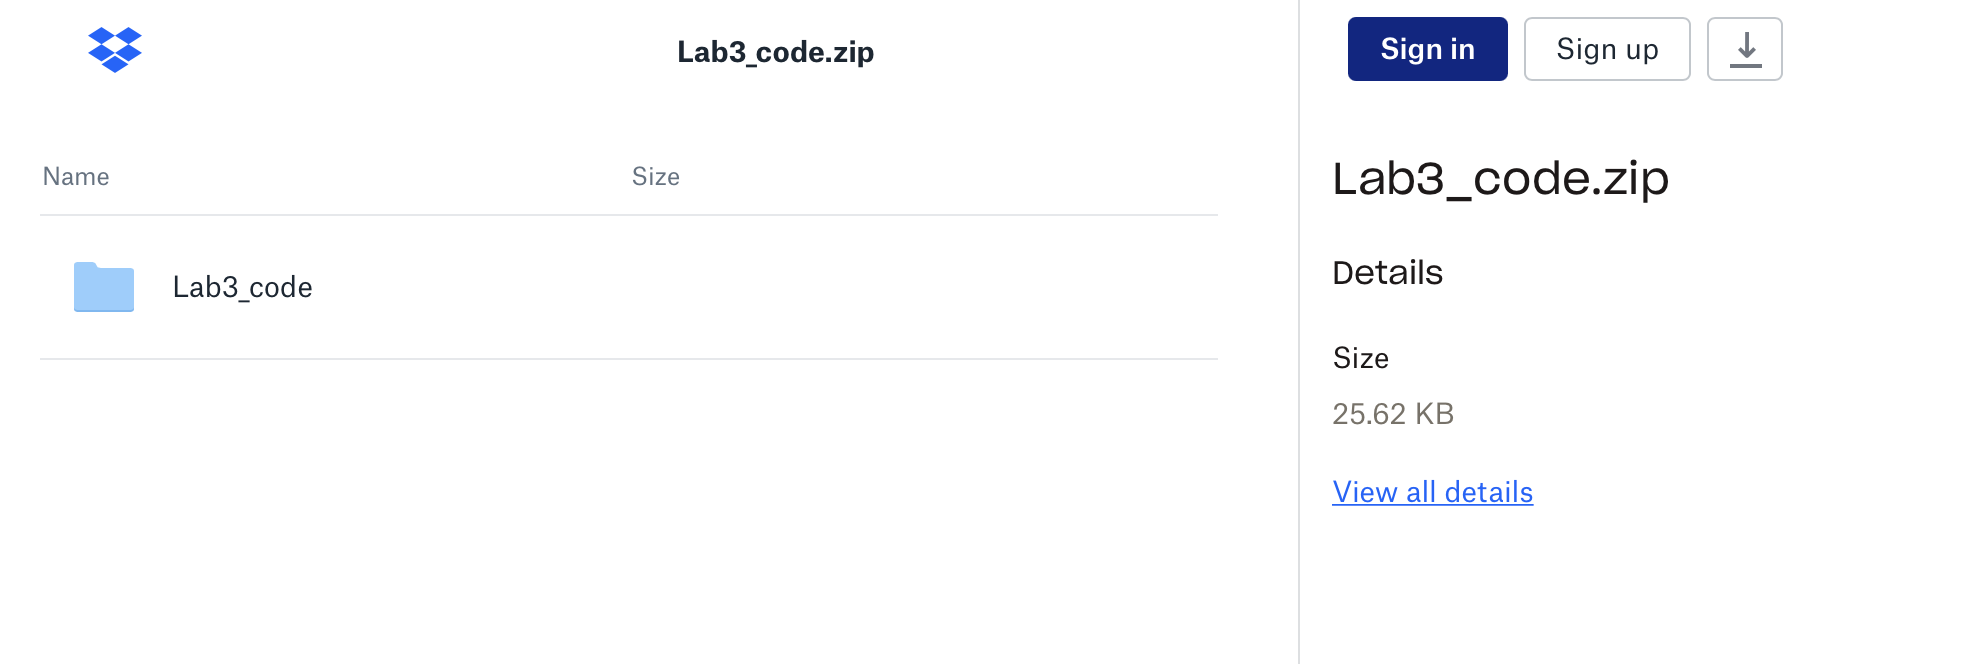 Lab3_code.zip
Sign in
Sign up
Name
Size
Lab3_code
Lab3_code.zip
Details
Size
25.62 KB
View all details